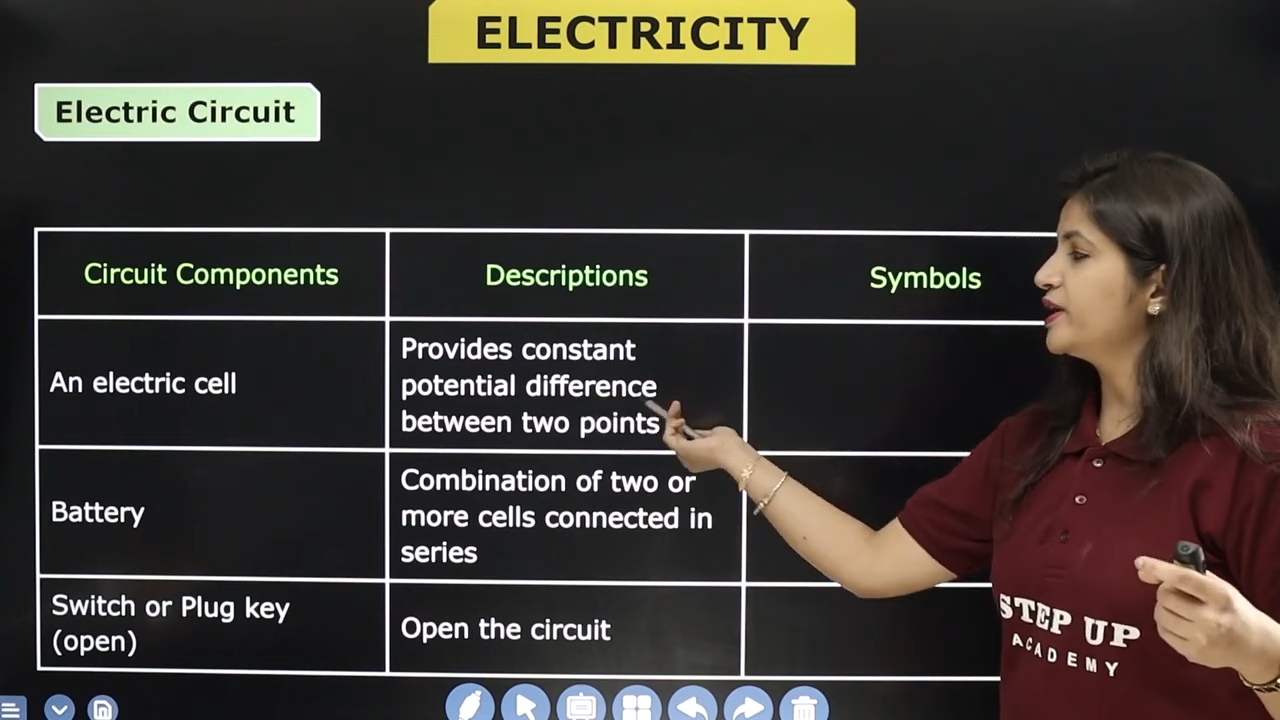 ELECTRICITY
Electric Circuit
Circuit Components
Descriptions
Symbols
An electric cell
Provides constant
potential difference
between two points
Battery
Combination of two or
more cells connected in
series
Switch or Plug key
(open)
Open the circuit
STEP UP
ACADEMY